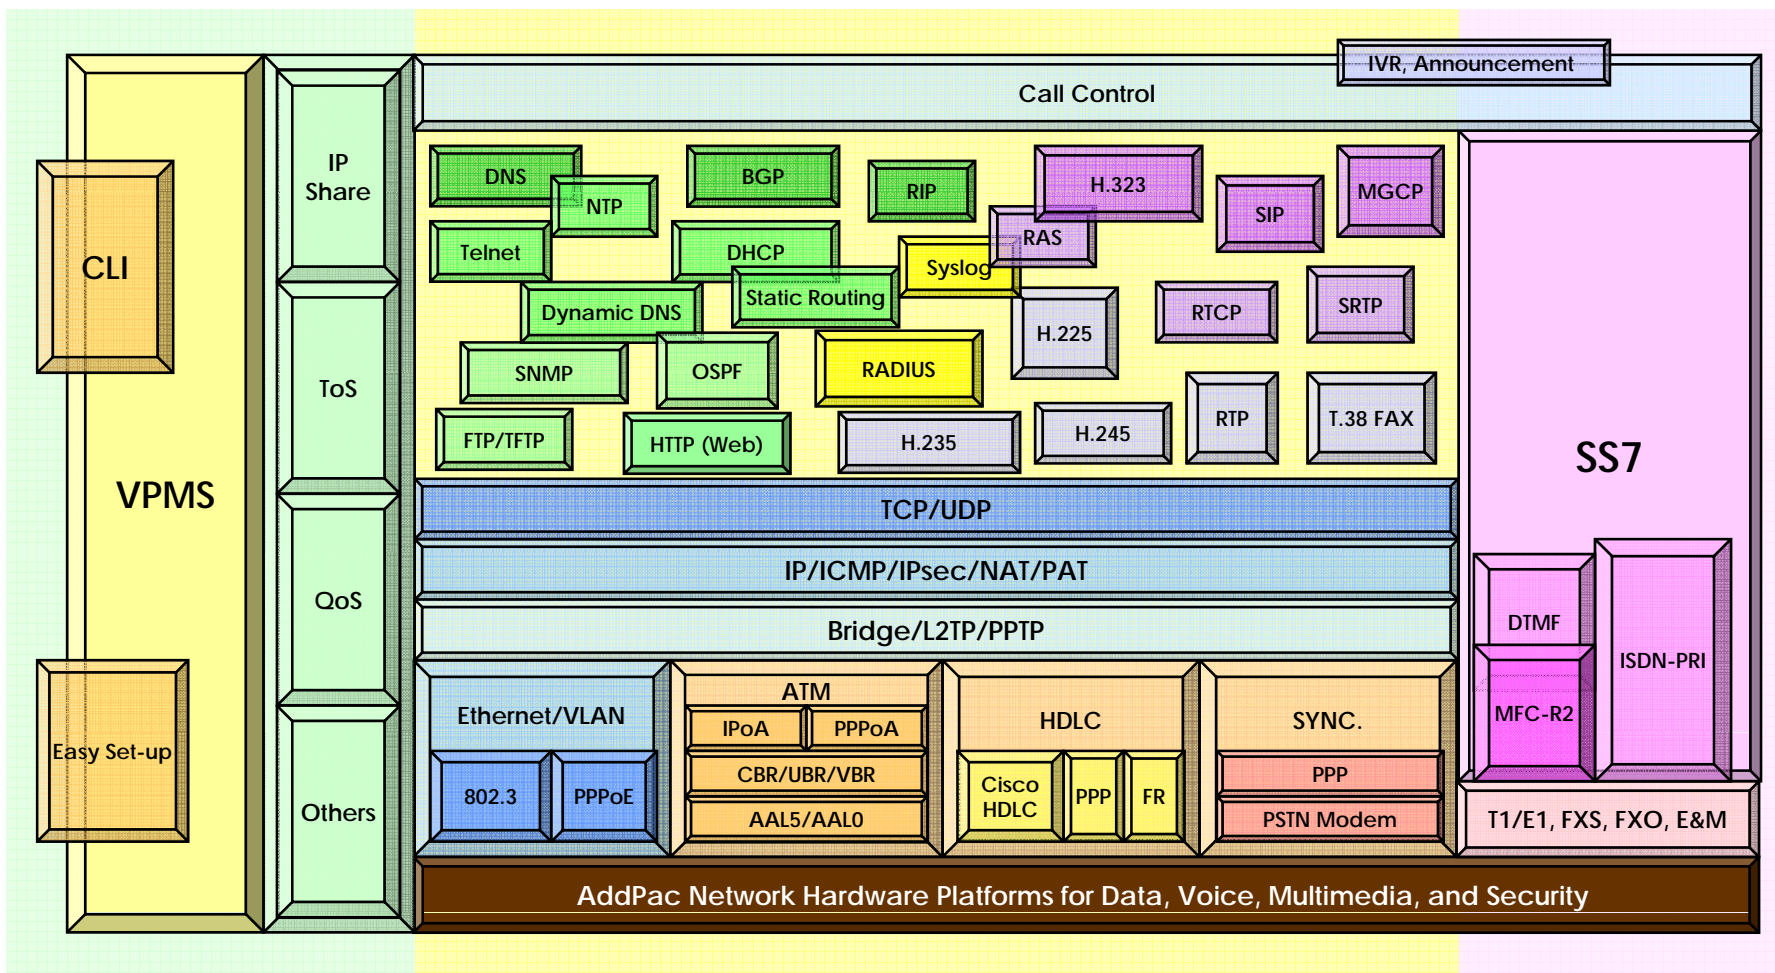 IVR, Announcement
Call Control
IP
Share
DNS
BGP
RIP
H.323
MGCP
NTP
SIP
CLI
Telnet
DHCP
Syslog
RAS
Dynamic DNS
Static Routing
H.225
RTCP
SRTP
ToS
SNMP
OSPF
RADIUS
RTP
T.38 FAX
FTP/TFTP
HTTP (Web)
H.235
H.245
SS7
VPMS
TCP/UDP
IP/ICMP/IPsec/NAT/PAT
QoS
Bridge/L2TP/PPTP
DTMF
ISDN-PRI
MFC-R2
Easy Set-up
Others
Ethernet/VLAN
802.3
PPPoE
ATM
IPoA
PPPoA
CBR/UBR/VBR
AAL5/AAL0
HDLC
Cisco
HDLC
PPP
FR
SYNC.
PPP
PSTN Modem
T1/E1, FXS, FXO, E&M
AddPac Network Hardware Platforms for Data, Voice, Multimedia, and Security